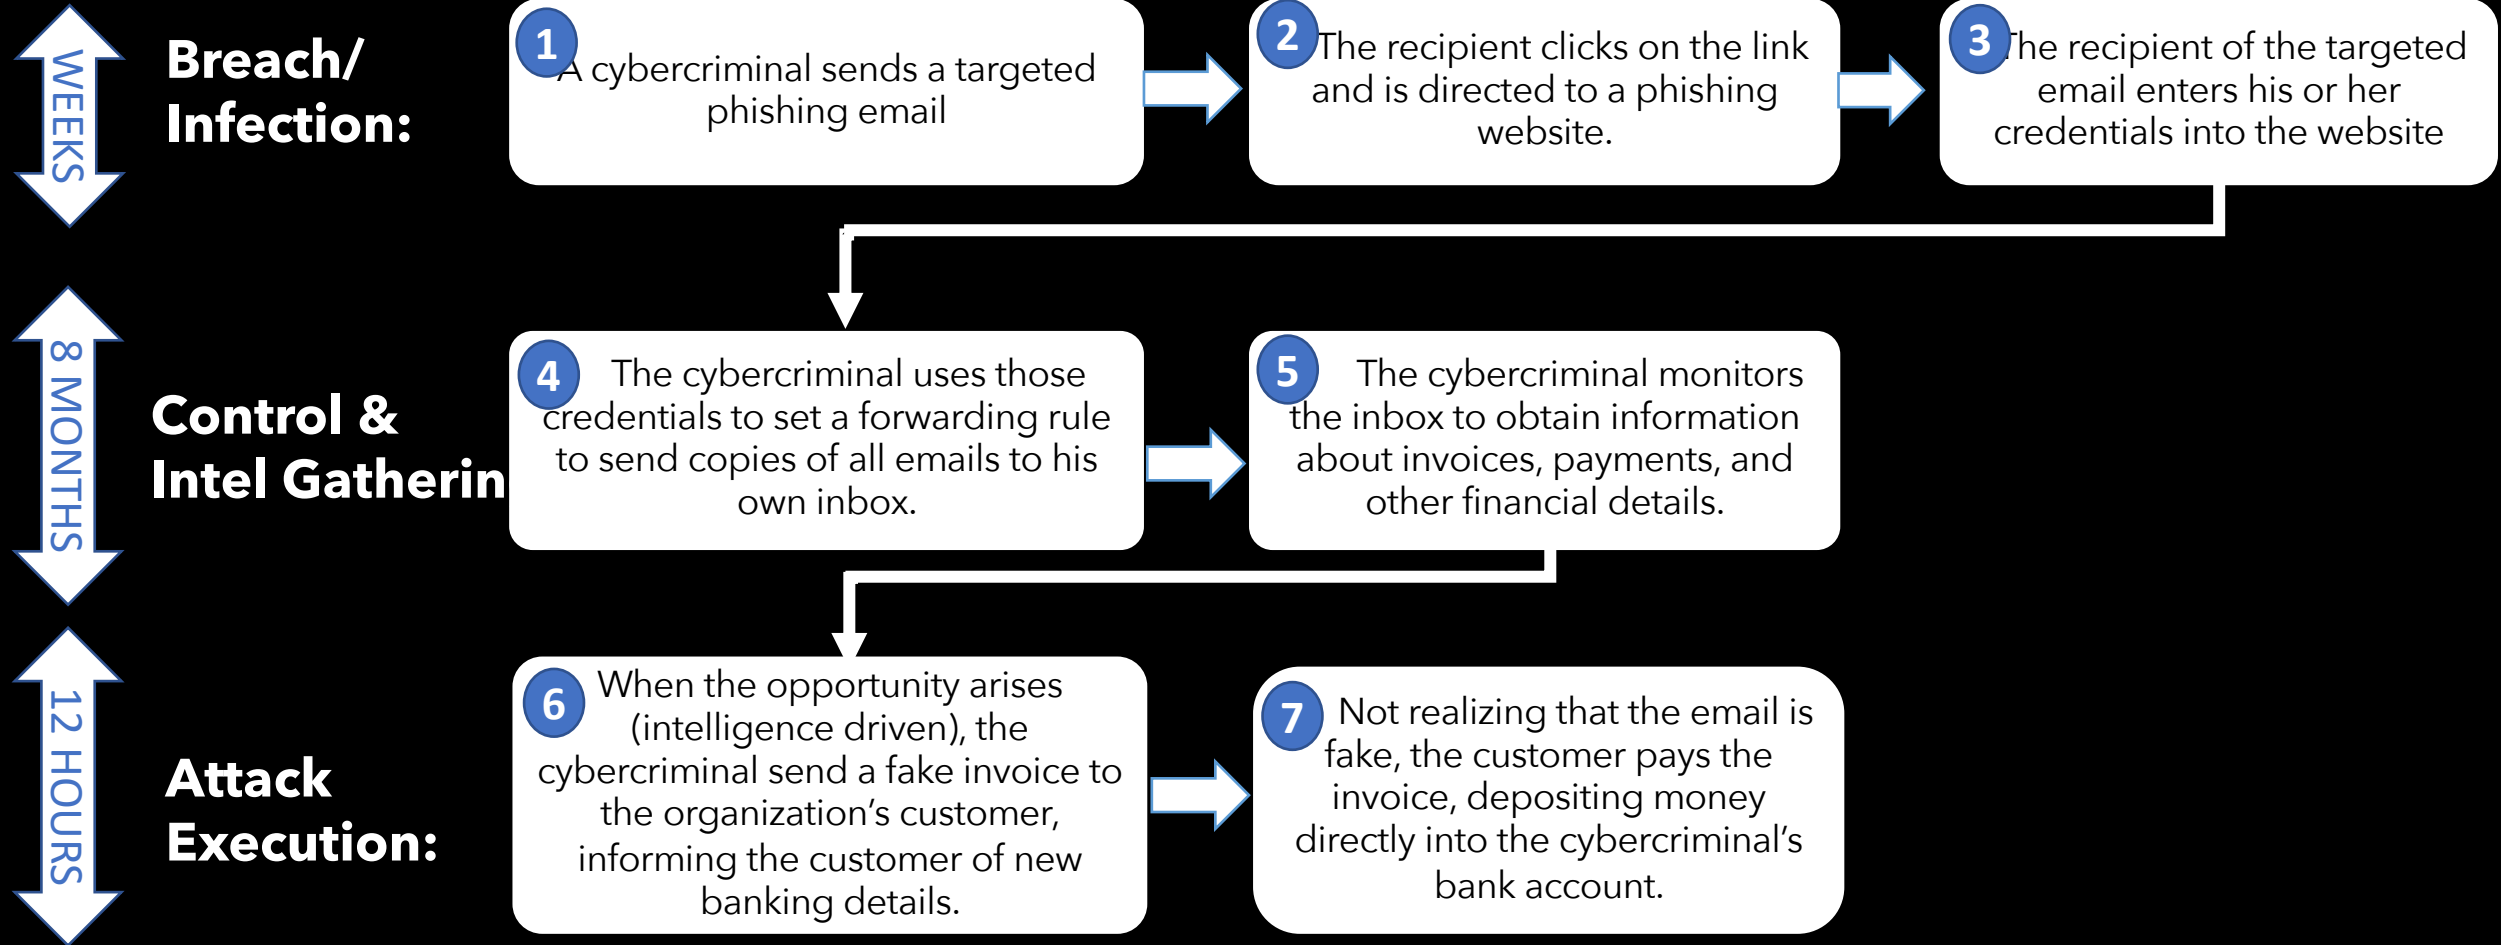 WEEKS
Breach/
Infection:
1
A cybercriminal sends a targeted
phishing email
2
The recipient clicks on the link
and is directed to a phishing
website.
3
The recipient of the targeted
email enters his or her
credentials into the website
8 MONTHS
Control &
Intel Gatherin
4
The cybercriminal uses those
credentials to set a forwarding rule
to send copies of all emails to his
own inbox.
5
The cybercriminal monitors
the inbox to obtain information
about invoices, payments, and
other financial details.
12 HOURS
Attack
Execution:
6
When the opportunity arises
(intelligence driven), the
cybercriminal send a fake invoice to
the organization’s customer,
informing the customer of new
banking details.
7
Not realizing that the email is
fake, the customer pays the
invoice, depositing money
directly into the cybercriminal’s
bank account.